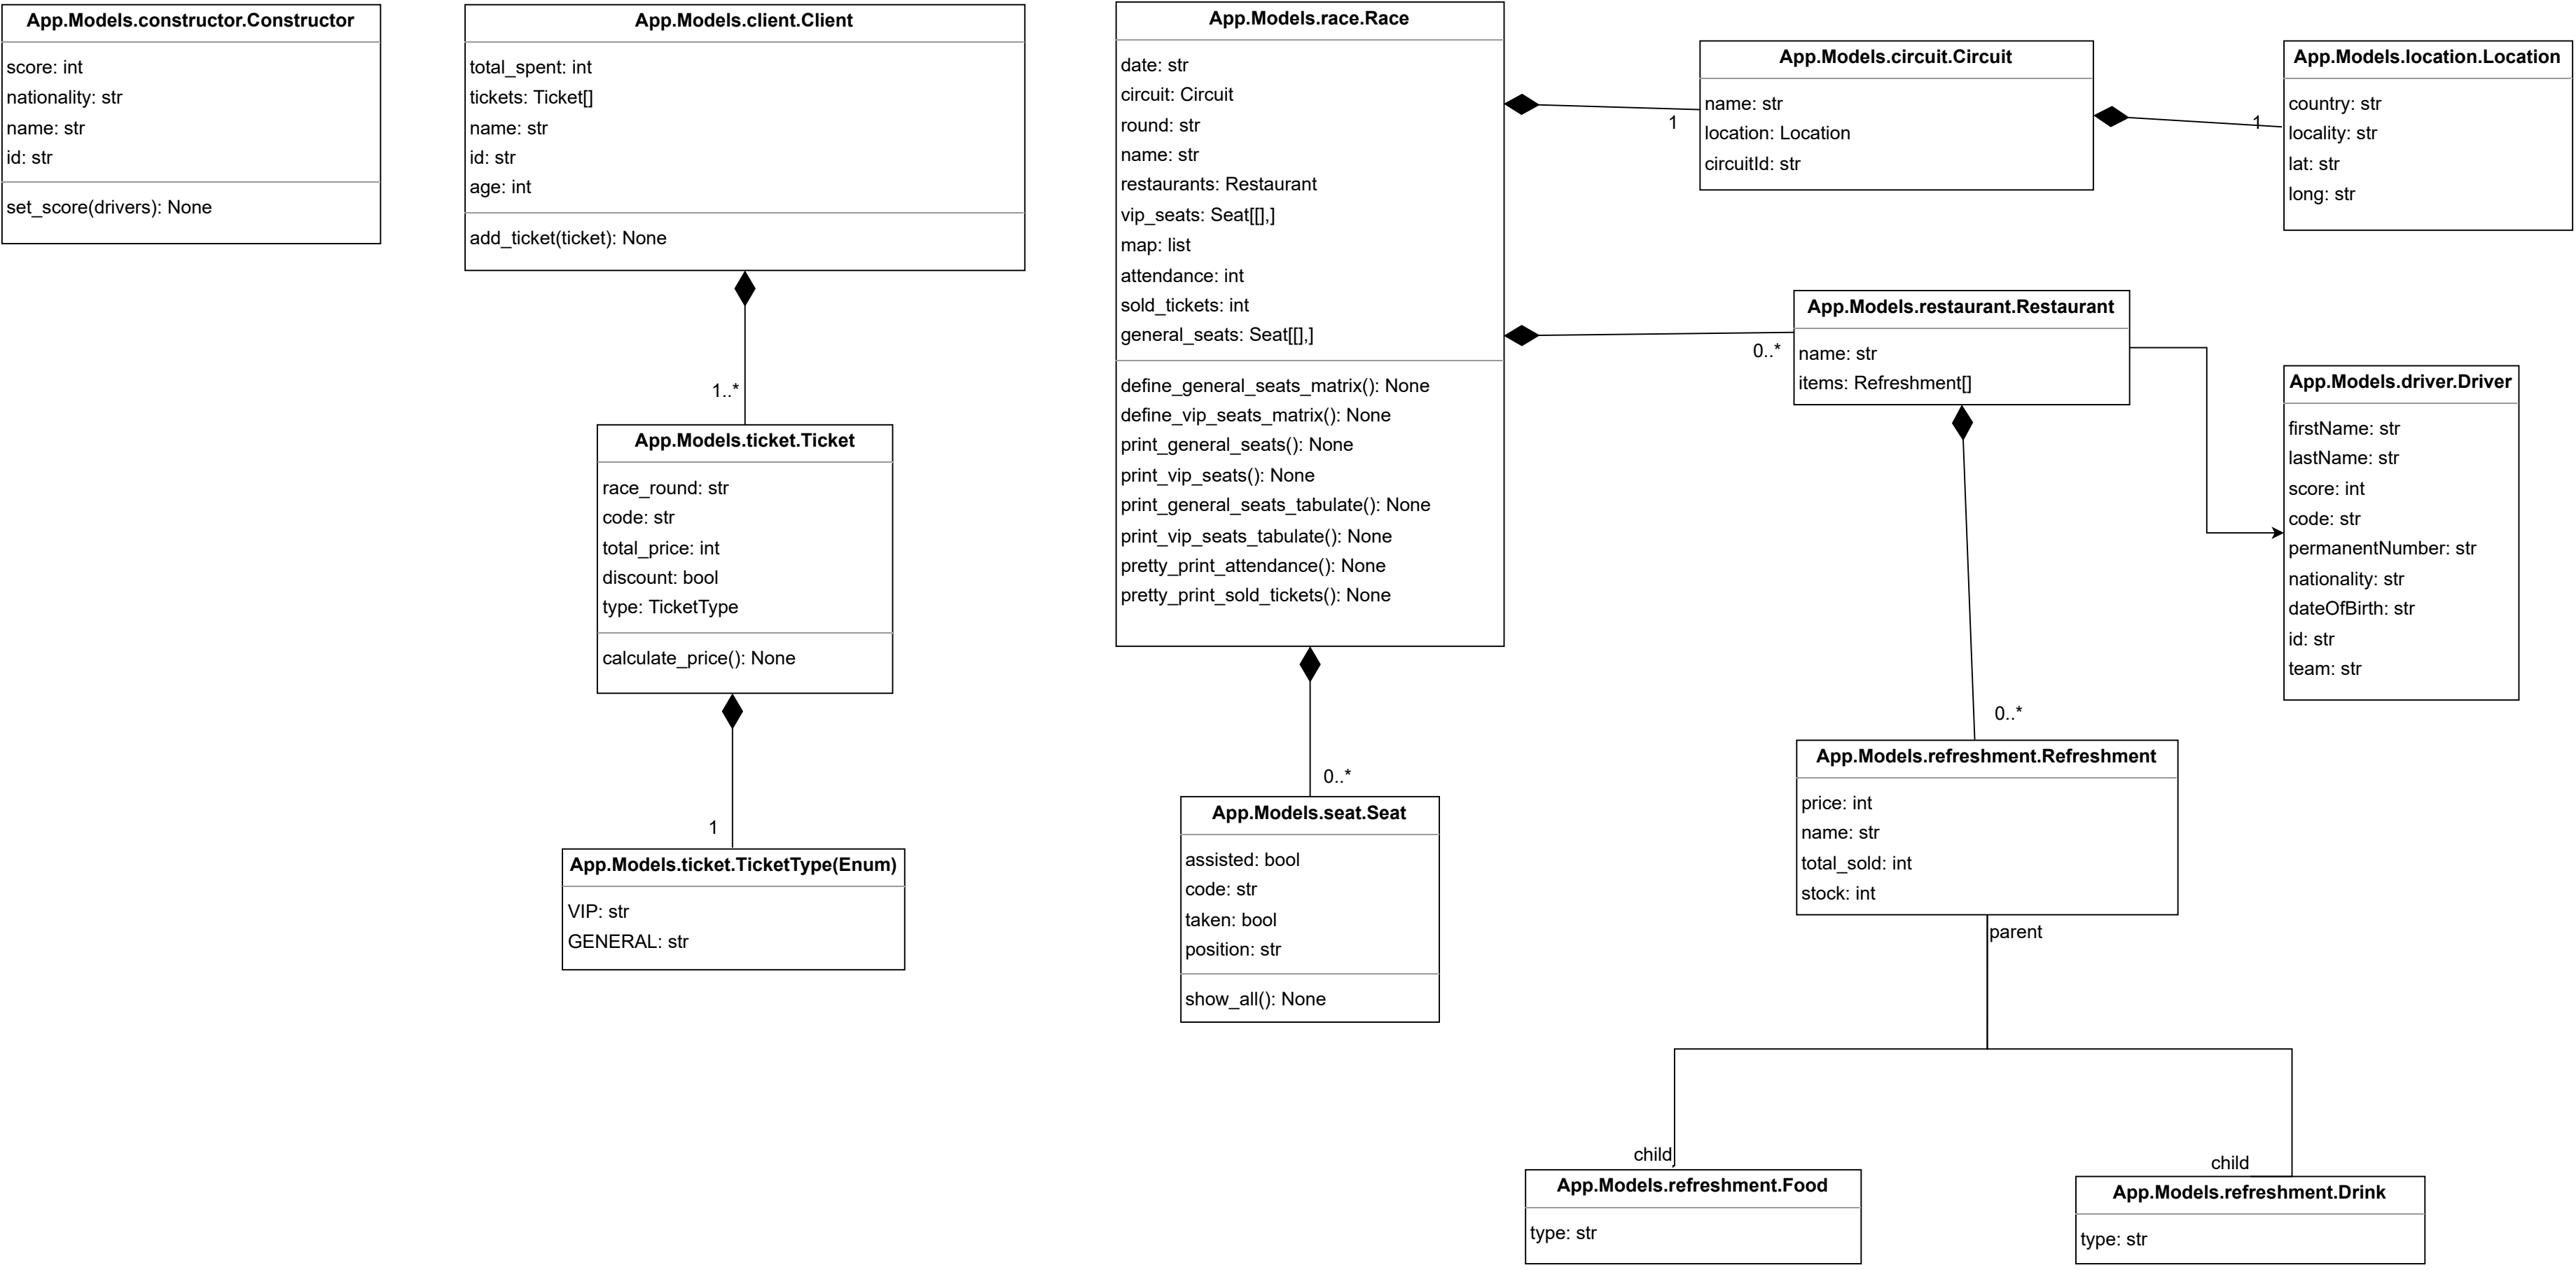 App.Models.constructor.Constructor
score: int
nationality: str
name: str
id: str
set_score(drivers): None
App.Models.client.Client
total_spent: int
tickets: Ticket[]
name: str
id: str
age: int
add_ticket(ticket): None
1..*
App.Models.ticket.Ticket
race_round: str
code: str
total_price: int
discount: bool
type: TicketType
calculate_price(): None
1
App.Models.ticket.TicketType(Enum)
VIP: str
GENERAL: str
App.Models.race.Race
date: str
circuit: Circuit
round: str
name: str
restaurants: Restaurant
vip_seats: Seat[[],]
map: list
attendance: int
sold_tickets: int
general_seats: Seat[[],]
define_general_seats_matrix(): None
define_vip_seats_matrix(): None
print_general_seats(): None
print_vip_seats(): None
print_general_seats_tabulate(): None
print_vip_seats_tabulate(): None
pretty_print_attendance(): None
pretty_print_sold_tickets(): None
0..*
App.Models.seat.Seat
assisted: bool
code: str
taken: bool
position: str
show_all(): None
1
App.Models.circuit.Circuit
name: str
location: Location
circuitId: str
1
App.Models.location.Location
country: str
locality: str
lat: str
long: str
0..*
App.Models.restaurant.Restaurant
name: str
items: Refreshment[]
App.Models.driver.Driver
firstName: str
lastName: str
score: int
code: str
permanentNumber: str
nationality: str
dateOfBirth: str
id: str
team: str
0..*
App.Models.refreshment.Refreshment
price: int
name: str
total_sold: int
stock: int
parent
child
App.Models.refreshment.Food
type: str
child
App.Models.refreshment.Drink
type: str